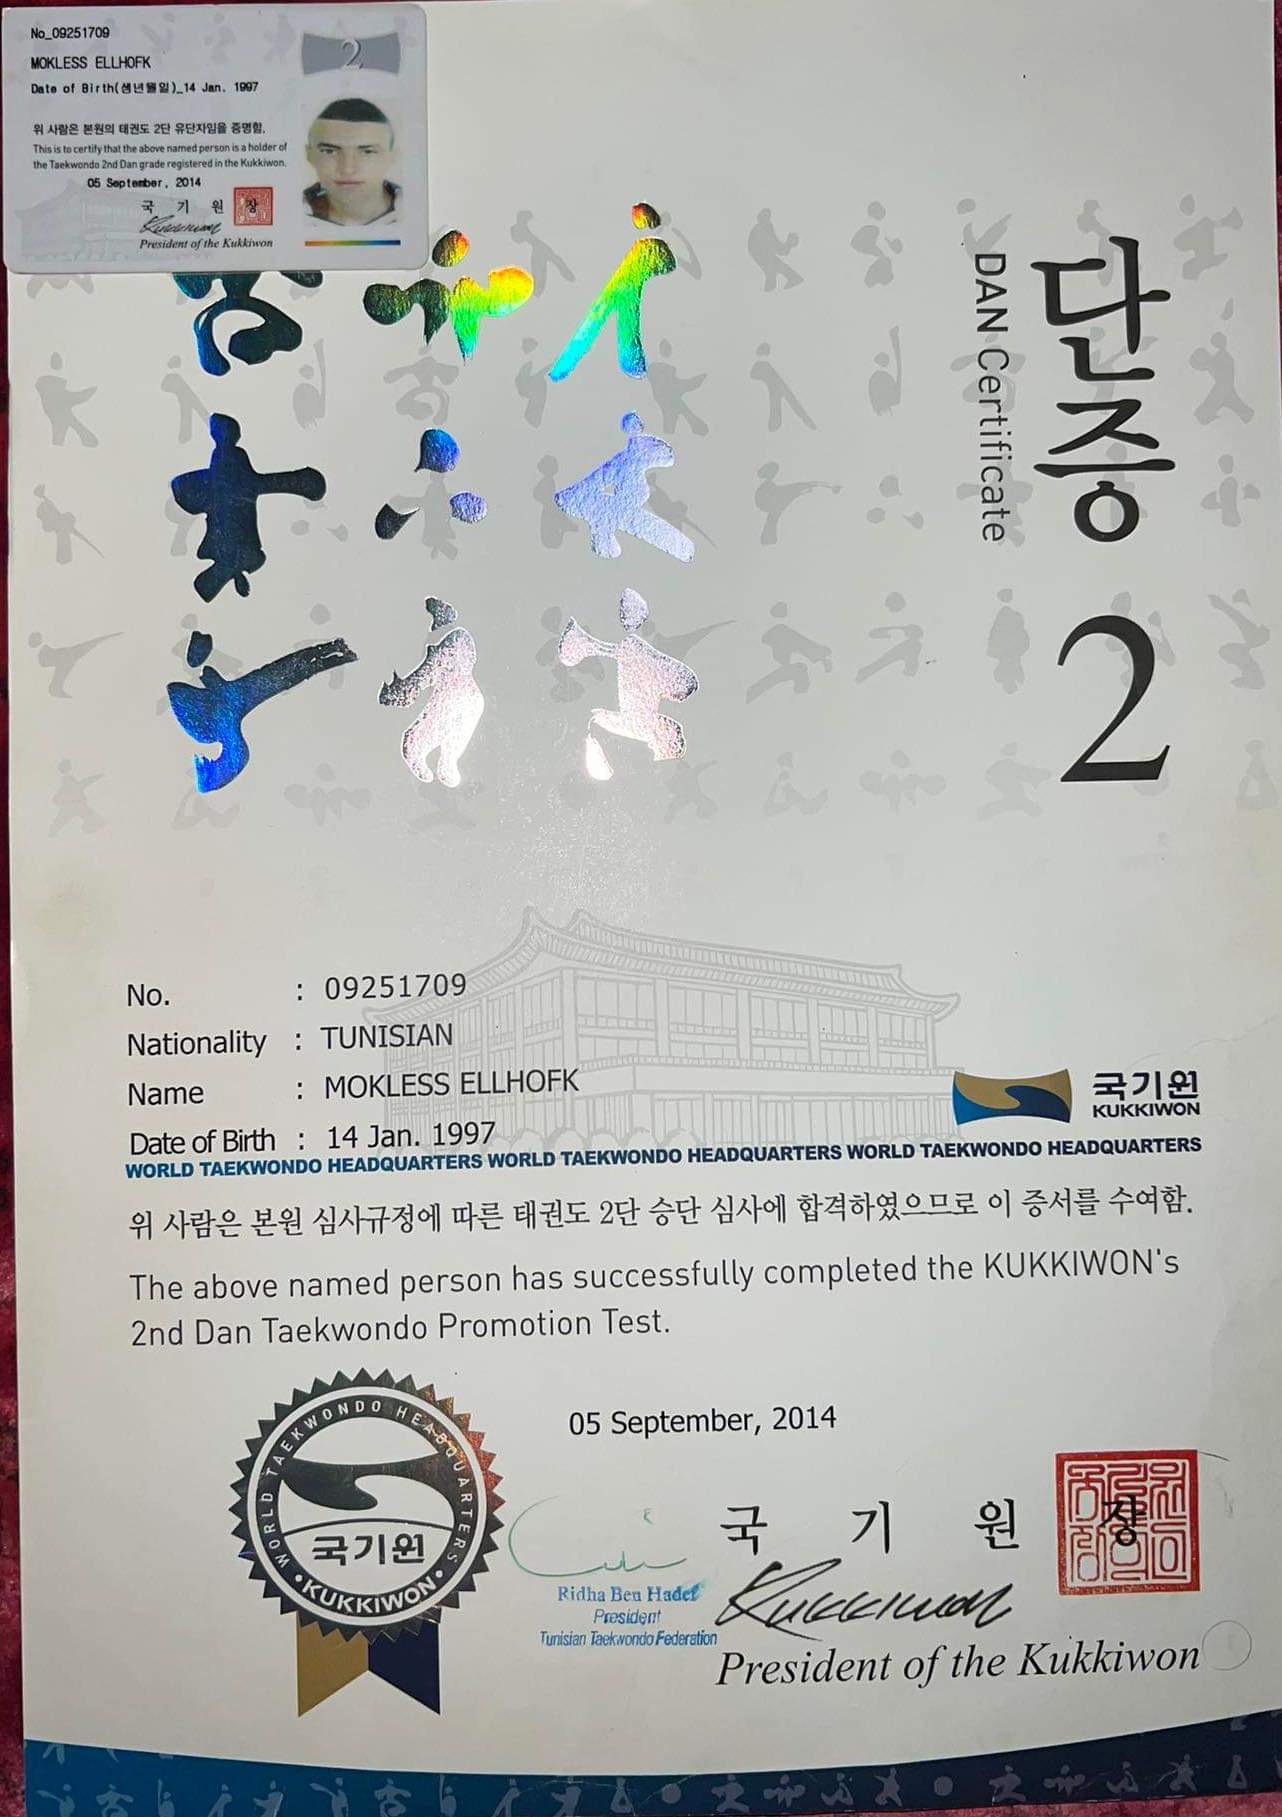 No_09251709
2
MOKLESS ELLHOFK
Date of Birth(생년월일)_14 Jan. 1997
위 사람은 본원의 태권도 2단 유단자임을 증명함.
This is to certify that the above named person is a holder of
the Taekwondo 2nd Dan grade registered in the Kukkiwon.
05 September, 2014
국 기 원 장
Kukkiwon
President of the Kukkiwon
단증 2
DAN Certificate
No. : 09251709
Nationality : TUNISIAN
Name : MOKLESS ELLHOFK
Date of Birth : 14 Jan. 1997
국기원
KUKKIWON
WORLD TAEKWONDO HEADQUARTERS WORLD TAEKWONDO HEADQUARTERS WORLD TAEKWONDO HEADQUARTERS
위 사람은 본원 심사규정에 따른 태권도 2단 승단 심사에 합격하였으므로 이 증서를 수여함.
The above named person has successfully completed the KUKKIWON's
2nd Dan Taekwondo Promotion Test.
05 September, 2014
WORLD TAEKWONDO HEADQUARTERS
국기원
KUKKIWON
국 기 원 장
Ridha Ben Hadef
President
Tunisian Taekwondo Federation
Kukkiwon
President of the Kukkiwon